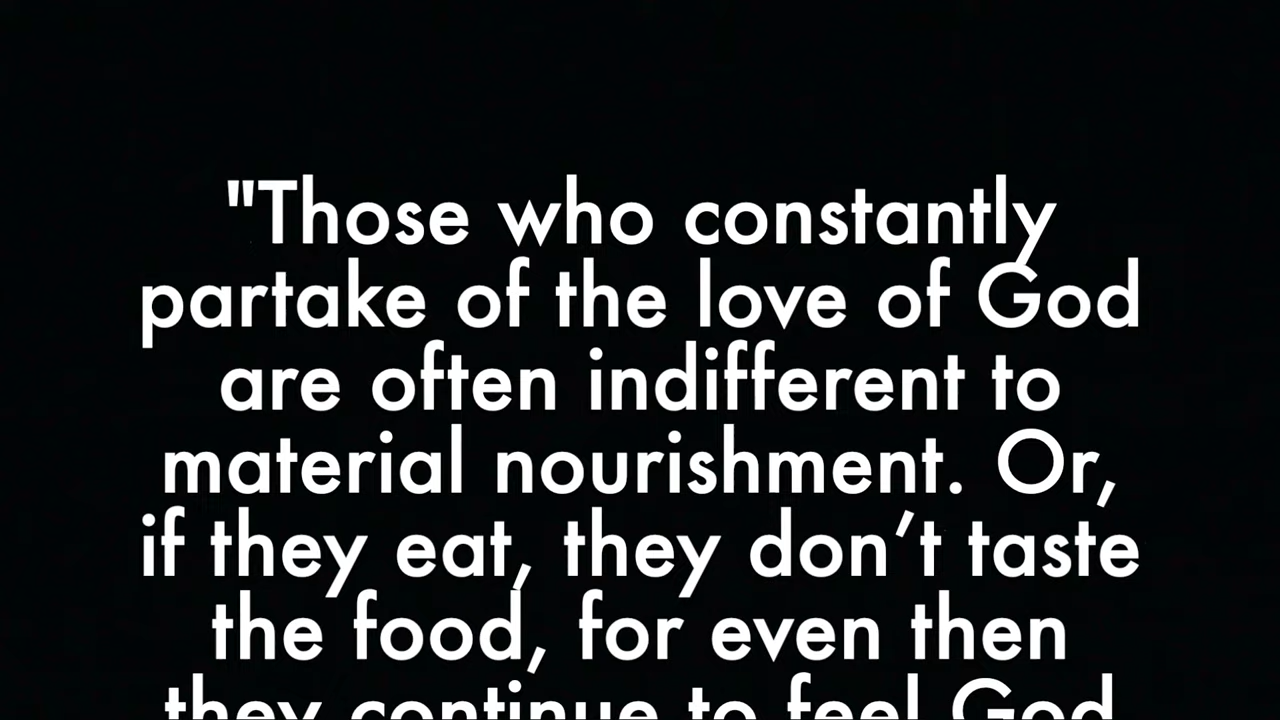 "Those who constantly
partake of the love of God
are often indifferent to
material nourishment. Or,
if they eat, they don’t taste
the food, for even then
they continue to feel God